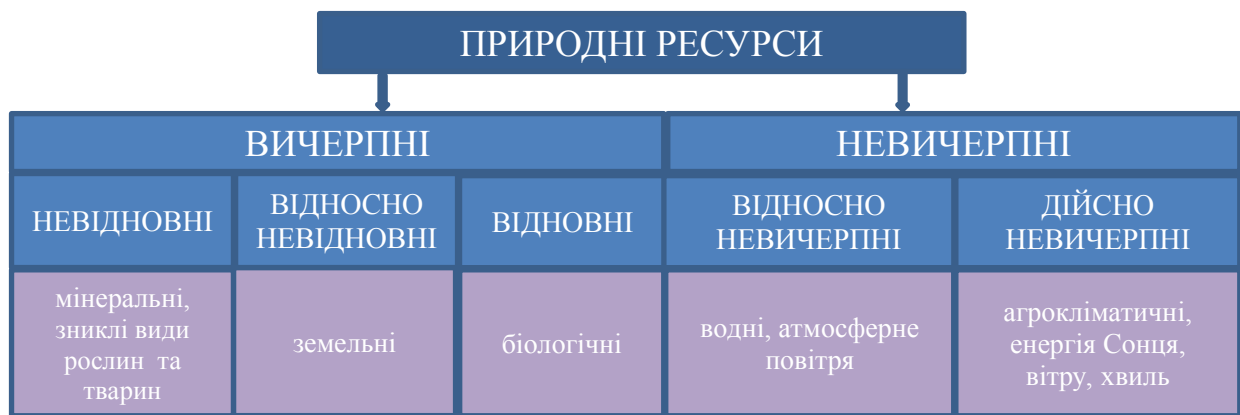 ПРИРОДНІ РЕСУРСИ
ВИЧЕРПНІ
НЕВИЧЕРПНІ
НЕВІДНОВНІ
ВІДНОСНО
НЕВІДНОВНІ
ВІДНОВНІ
ВІДНОСНО
НЕВИЧЕРПНІ
ДІЙСНО
НЕВИЧЕРПНІ
мінеральні,
зниклі види
рослин та
тварин
земельні
біологічні
водні, атмосферне
повітря
агрокліматичні,
енергія Сонця,
вітру, хвиль